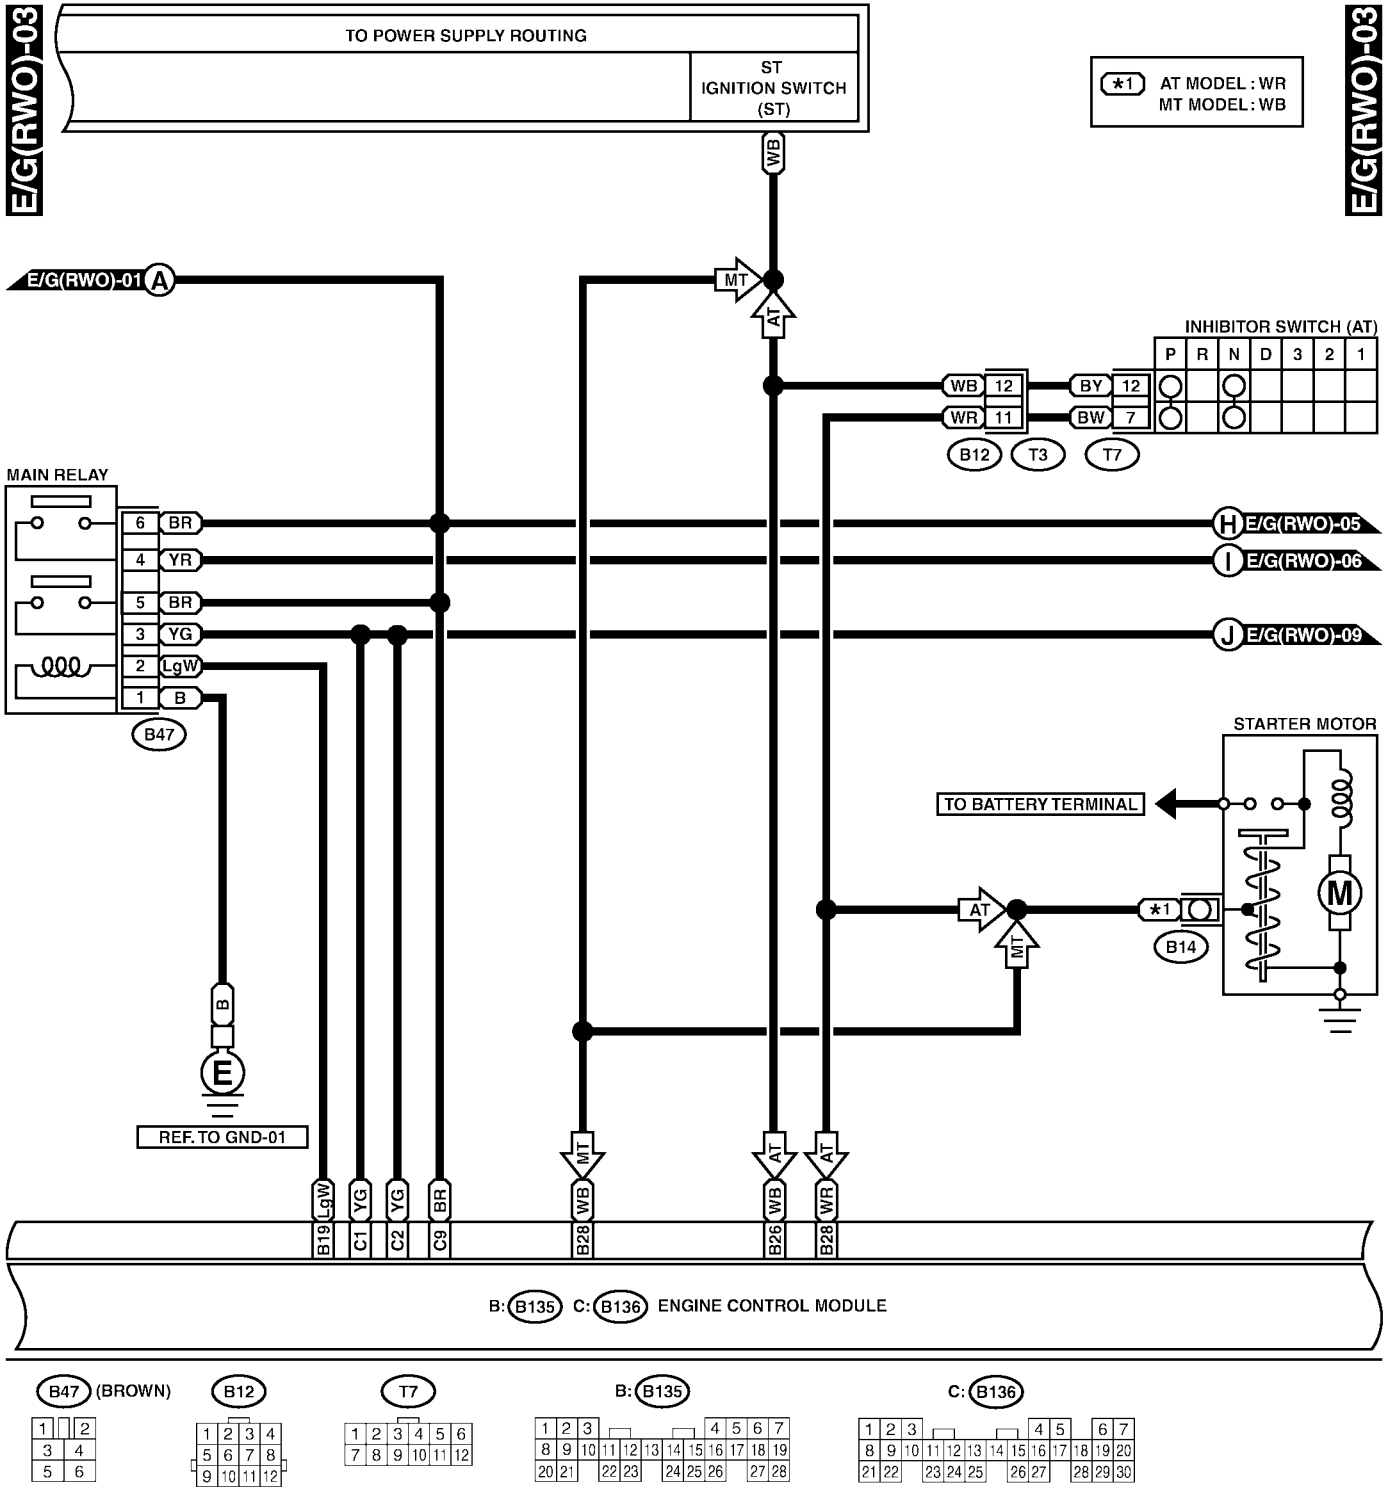 E/G(RWO)-03
E/G(RWO)-03
TO POWER SUPPLY ROUTING
ST
IGNITION SWITCH
(ST)
*1 AT MODEL : WR
MT MODEL : WB
WB
E/G(RWO)-01 A
MT
AT
INHIBITOR SWITCH (AT)
P R N D 3 2 1
WB 12 BY 12
WR 11 BW 7
B12 T3 T7
MAIN RELAY
6 BR
H E/G(RWO)-05
4 YR
I E/G(RWO)-06
5 BR
3 YG
J E/G(RWO)-09
2 LgW
1 B
B47
STARTER MOTOR
TO BATTERY TERMINAL
M
AT
*1
B14
MT
B
E
REF. TO GND-01
MT AT AT
LgW YG YG BR WB WB WR
B19 C1 C2 C9 B28 B26 B28
B: B135 C: B136 ENGINE CONTROL MODULE
B47 (BROWN)
1 2
3 4
5 6
B12
1 2 3 4
5 6 7 8
9 10 11 12
T7
1 2 3 4 5 6
7 8 9 10 11 12
B: B135
1 2 3 4 5 6 7
8 9 10 11 12 13 14 15 16 17 18 19
20 21 22 23 24 25 26 27 28
C: B136
1 2 3 4 5 6 7
8 9 10 11 12 13 14 15 16 17 18 19 20
21 22 23 24 25 26 27 28 29 30